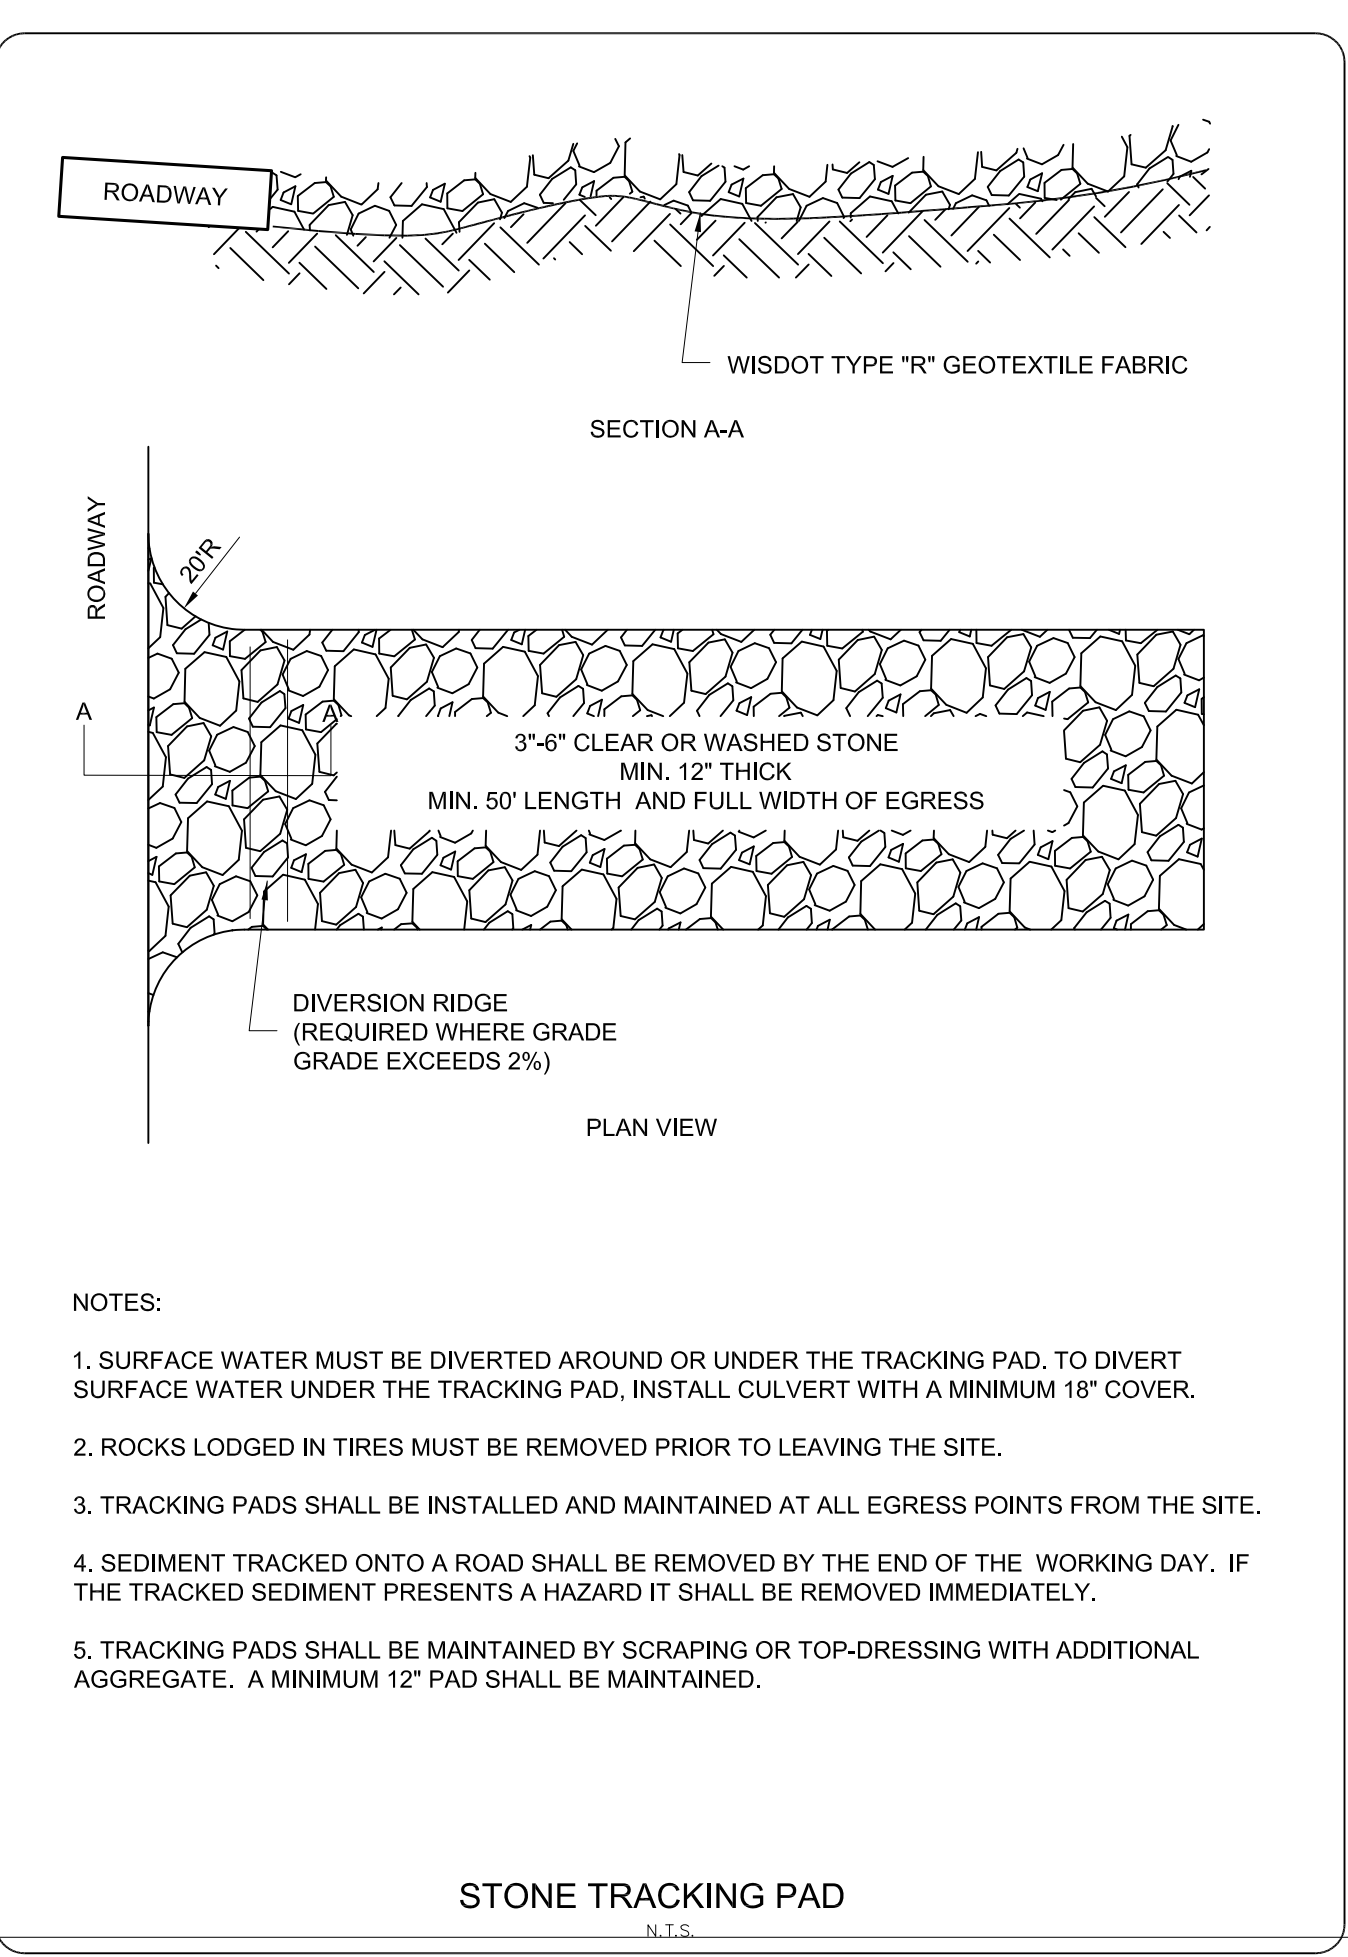 ROADWAY
WISDOT TYPE "R" GEOTEXTILE FABRIC
SECTION A-A
ROADWAY
20'R
A
A
3"-6" CLEAR OR WASHED STONE
MIN. 12" THICK
MIN. 50' LENGTH AND FULL WIDTH OF EGRESS
DIVERSION RIDGE
(REQUIRED WHERE GRADE
GRADE EXCEEDS 2%)
PLAN VIEW
NOTES:
1. SURFACE WATER MUST BE DIVERTED AROUND OR UNDER THE TRACKING PAD. TO DIVERT
SURFACE WATER UNDER THE TRACKING PAD, INSTALL CULVERT WITH A MINIMUM 18" COVER.
2. ROCKS LODGED IN TIRES MUST BE REMOVED PRIOR TO LEAVING THE SITE.
3. TRACKING PADS SHALL BE INSTALLED AND MAINTAINED AT ALL EGRESS POINTS FROM THE SITE.
4. SEDIMENT TRACKED ONTO A ROAD SHALL BE REMOVED BY THE END OF THE WORKING DAY. IF
THE TRACKED SEDIMENT PRESENTS A HAZARD IT SHALL BE REMOVED IMMEDIATELY.
5. TRACKING PADS SHALL BE MAINTAINED BY SCRAPING OR TOP-DRESSING WITH ADDITIONAL
AGGREGATE. A MINIMUM 12" PAD SHALL BE MAINTAINED.
STONE TRACKING PAD
N.T.S.